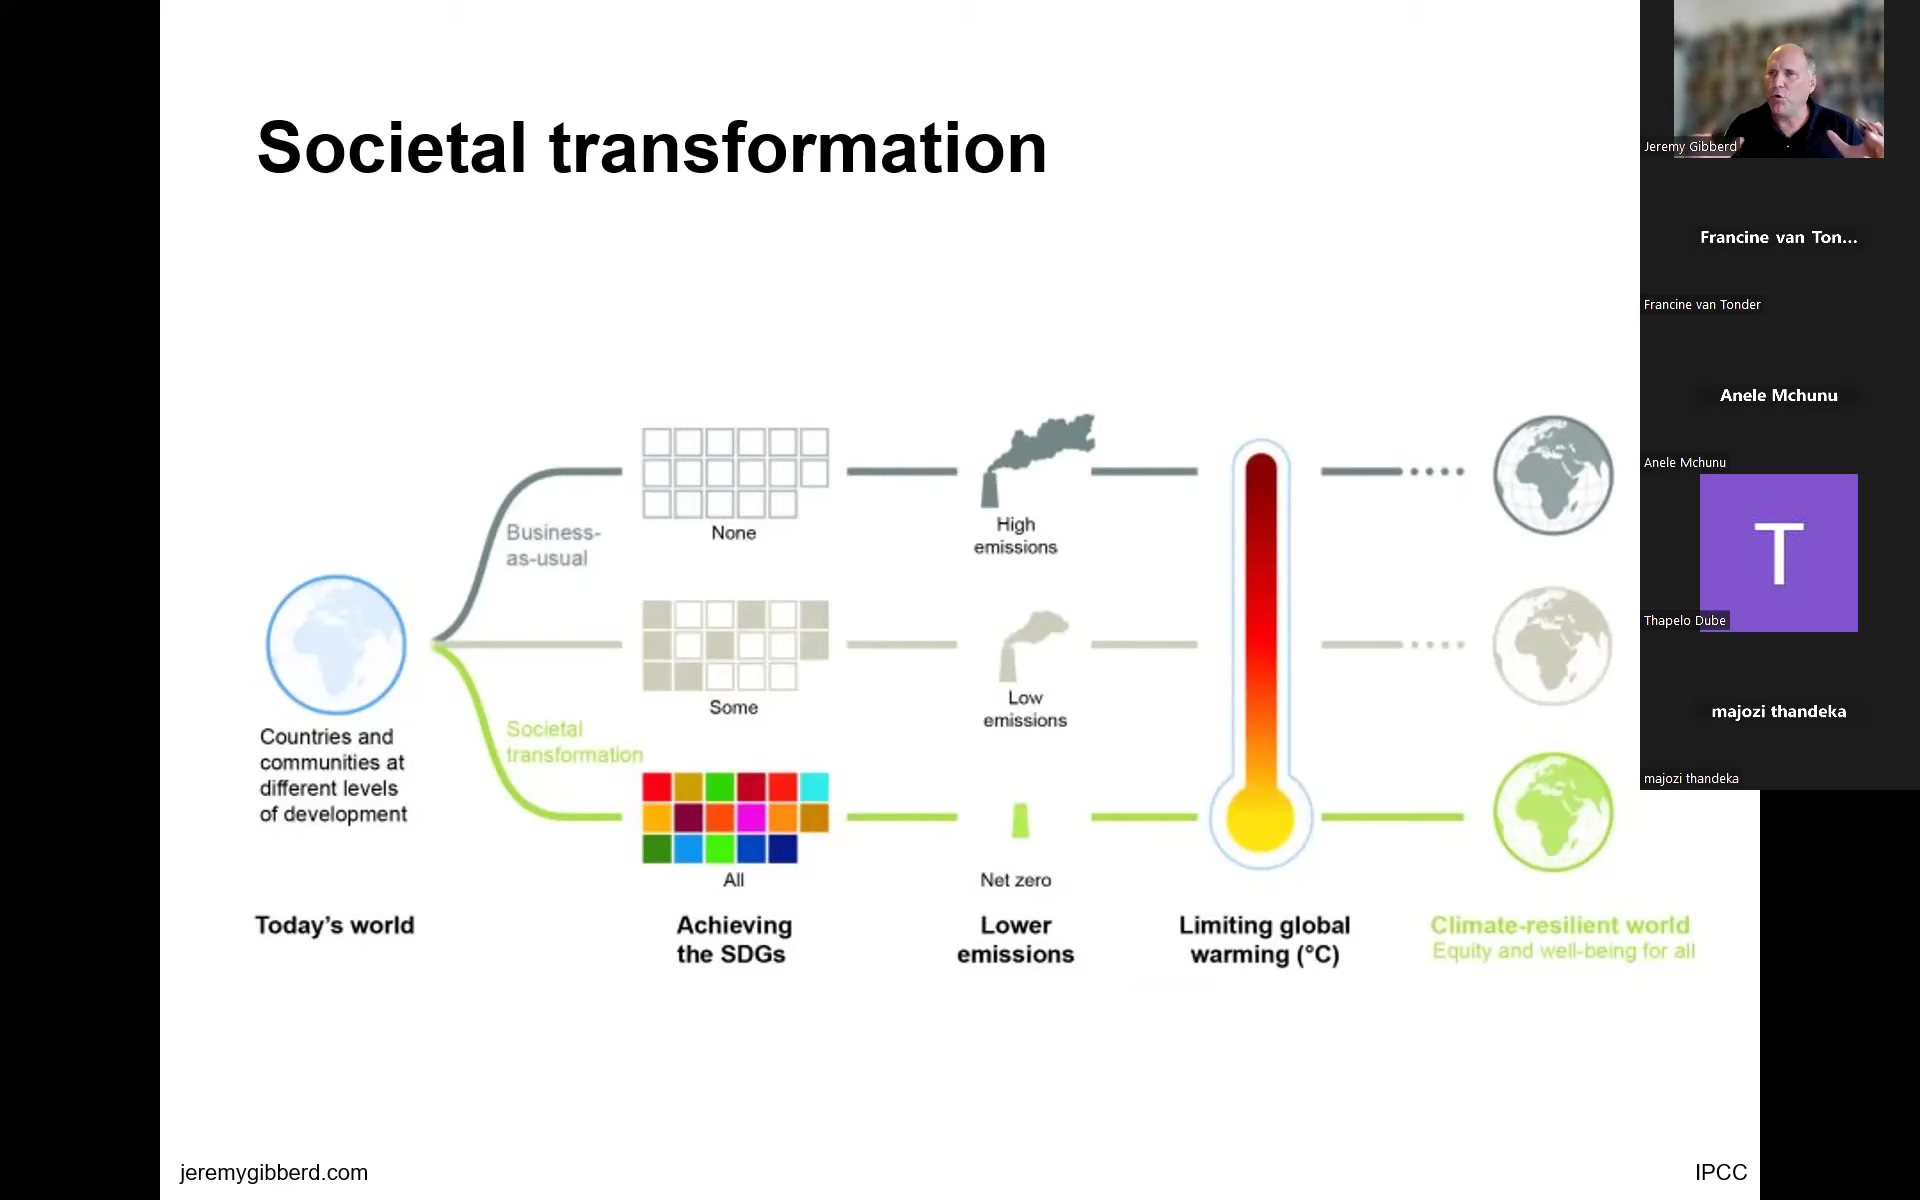 Societal transformation
Business-
as-usual
None
High
emissions
Some
Low
emissions
Countries and
communities at
different levels
of development
Societal
transformation
All
Net zero
Today's world
Achieving
the SDGs
Lower
emissions
Limiting global
warming (°C)
Climate-resilient world
Equity and well-being for all
jeremygibberd.com
IPCC
Jeremy Gibberd
Francine van Ton...
Francine van Tonder
Anele Mchunu
Anele Mchunu
T
Thapelo Dube
majozi thandeka
majozi thandeka